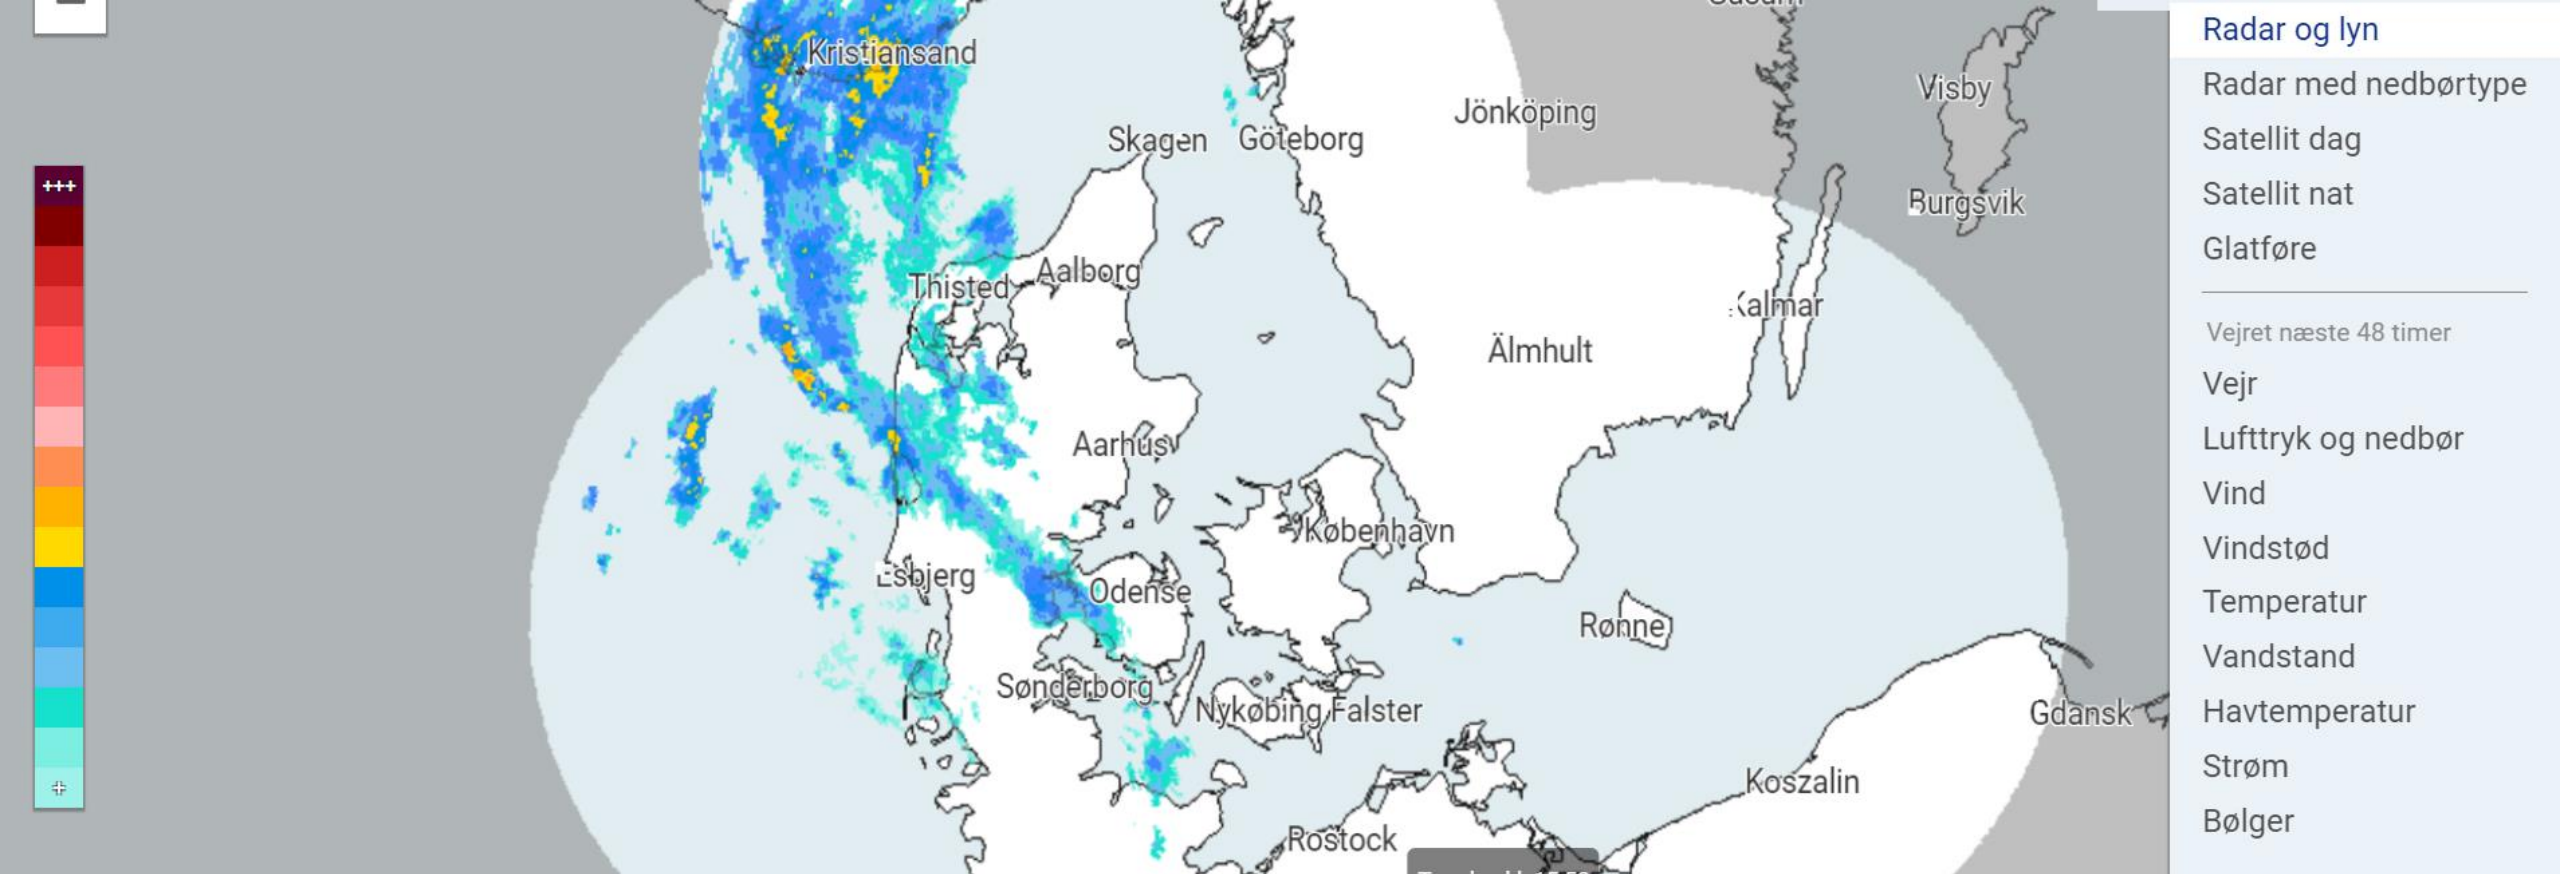 Kristiansand
Visby
Jönköping
Skagen
Göteborg
Burgsvik
Aalborg
Thisted
Kalmar
Älmhult
Aarhus
København
Esbjerg
Odense
Rønne
Sønderborg
Nykøbing Falster
Gdansk
Koszalin
Rostock
+++
+
Radar og lyn
Radar med nedbørtype
Satellit dag
Satellit nat
Glatføre
Vejret næste 48 timer
Vejr
Lufttryk og nedbør
Vind
Vindstød
Temperatur
Vandstand
Havtemperatur
Strøm
Bølger